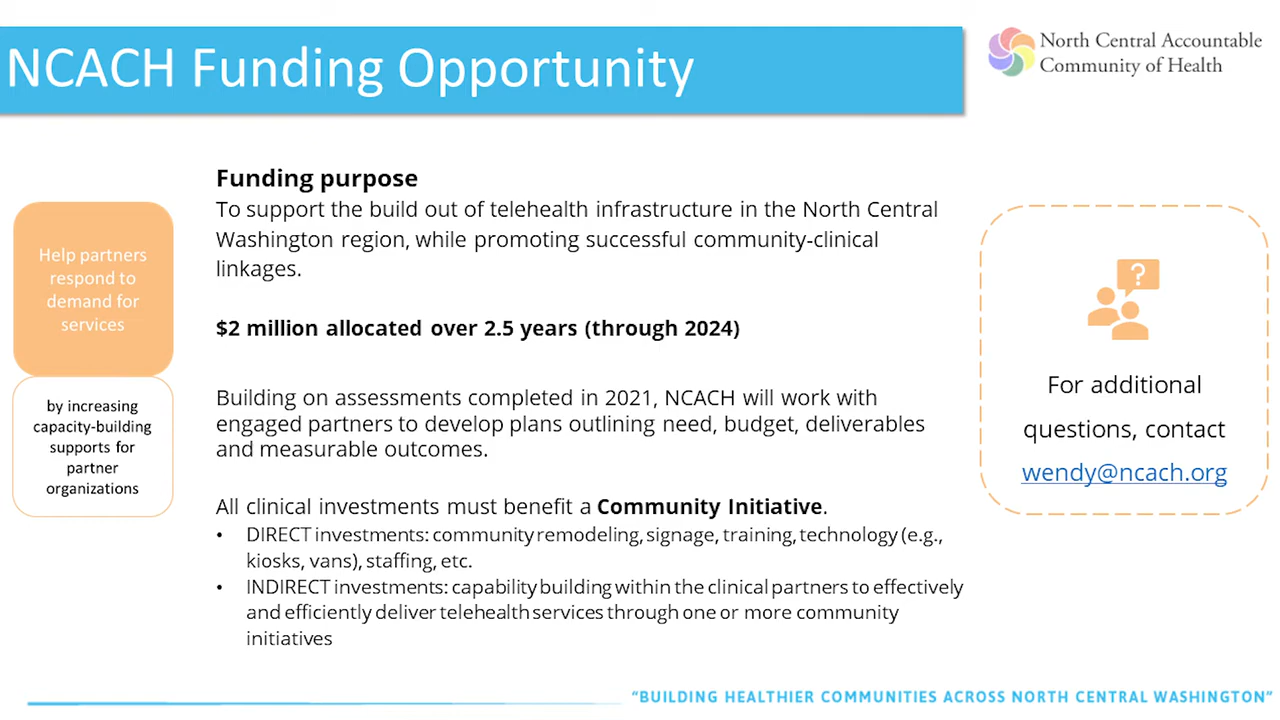 NCACH Funding Opportunity
North Central Accountable
Community of Health
Help partners
respond to
demand for
services
by increasing
capacity-building
supports for
partner
organizations
Funding purpose
To support the build out of telehealth infrastructure in the North Central
Washington region, while promoting successful community-clinical
linkages.
$2 million allocated over 2.5 years (through 2024)
Building on assessments completed in 2021, NCACH will work with
engaged partners to develop plans outlining need, budget, deliverables
and measurable outcomes.
All clinical investments must benefit a Community Initiative.
• DIRECT investments: community remodeling, signage, training, technology (e.g.,
kiosks, vans), staffing, etc.
• INDIRECT investments: capability building within the clinical partners to effectively
and efficiently deliver telehealth services through one or more community
initiatives
?
For additional
questions, contact
wendy@ncach.org
“BUILDING HEALTHIER COMMUNITIES ACROSS NORTH CENTRAL WASHINGTON”